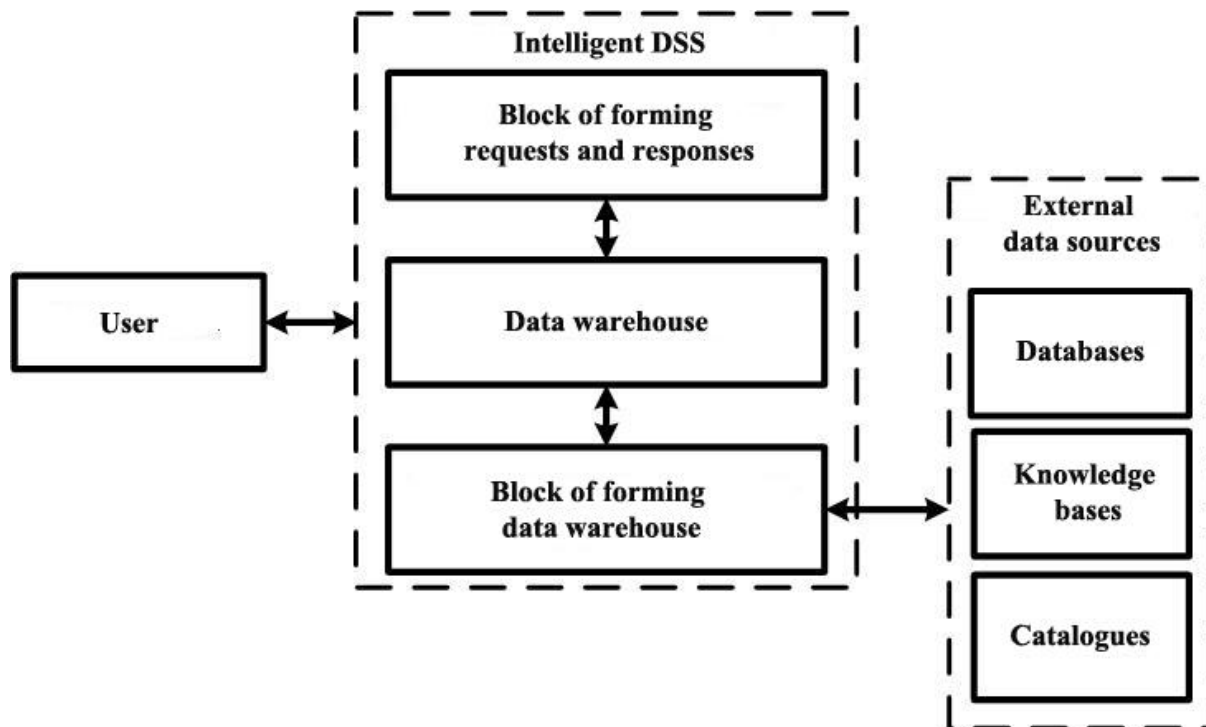 Intelligent DSS
Block of forming
requests and responses
User
Data warehouse
Block of forming
data warehouse
External
data sources
Databases
Knowledge
bases
Catalogues